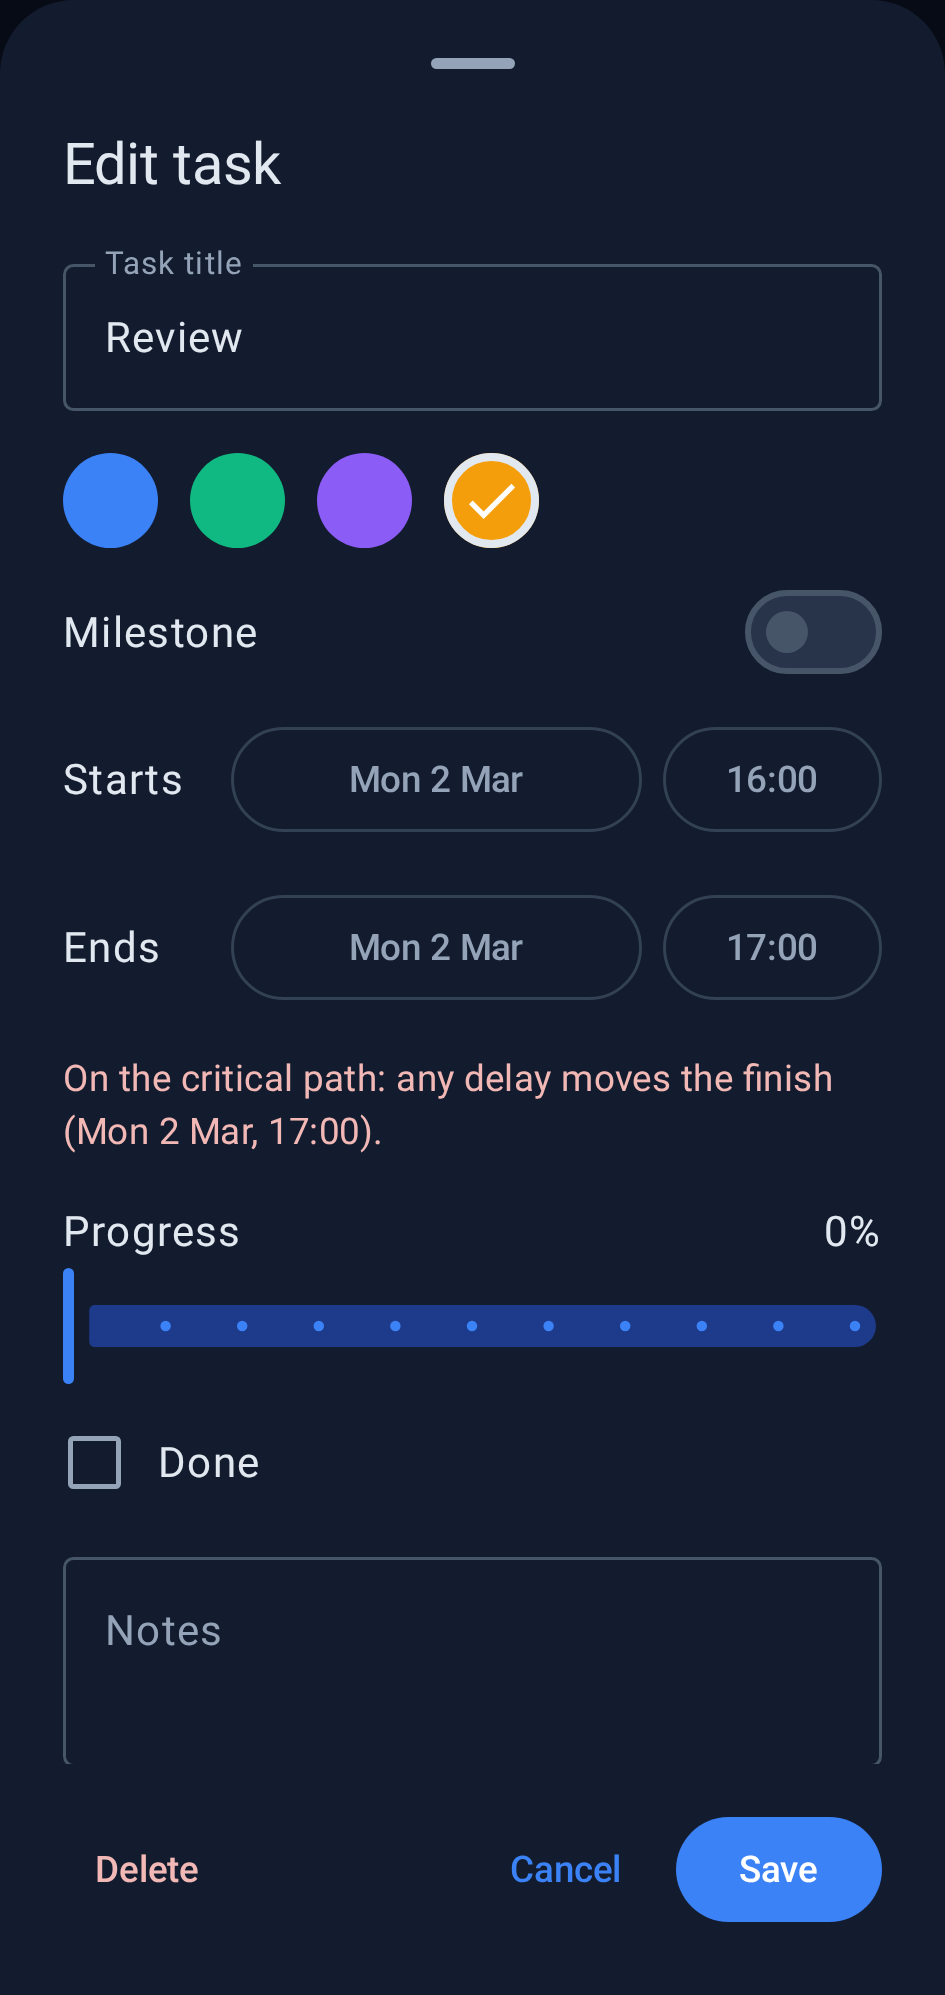 Edit task
Task title
Review
Milestone
Starts Mon 2 Mar 16:00
Ends Mon 2 Mar 17:00
On the critical path: any delay moves the finish
(Mon 2 Mar, 17:00).
Progress 0%
Done
Notes
Delete Cancel Save